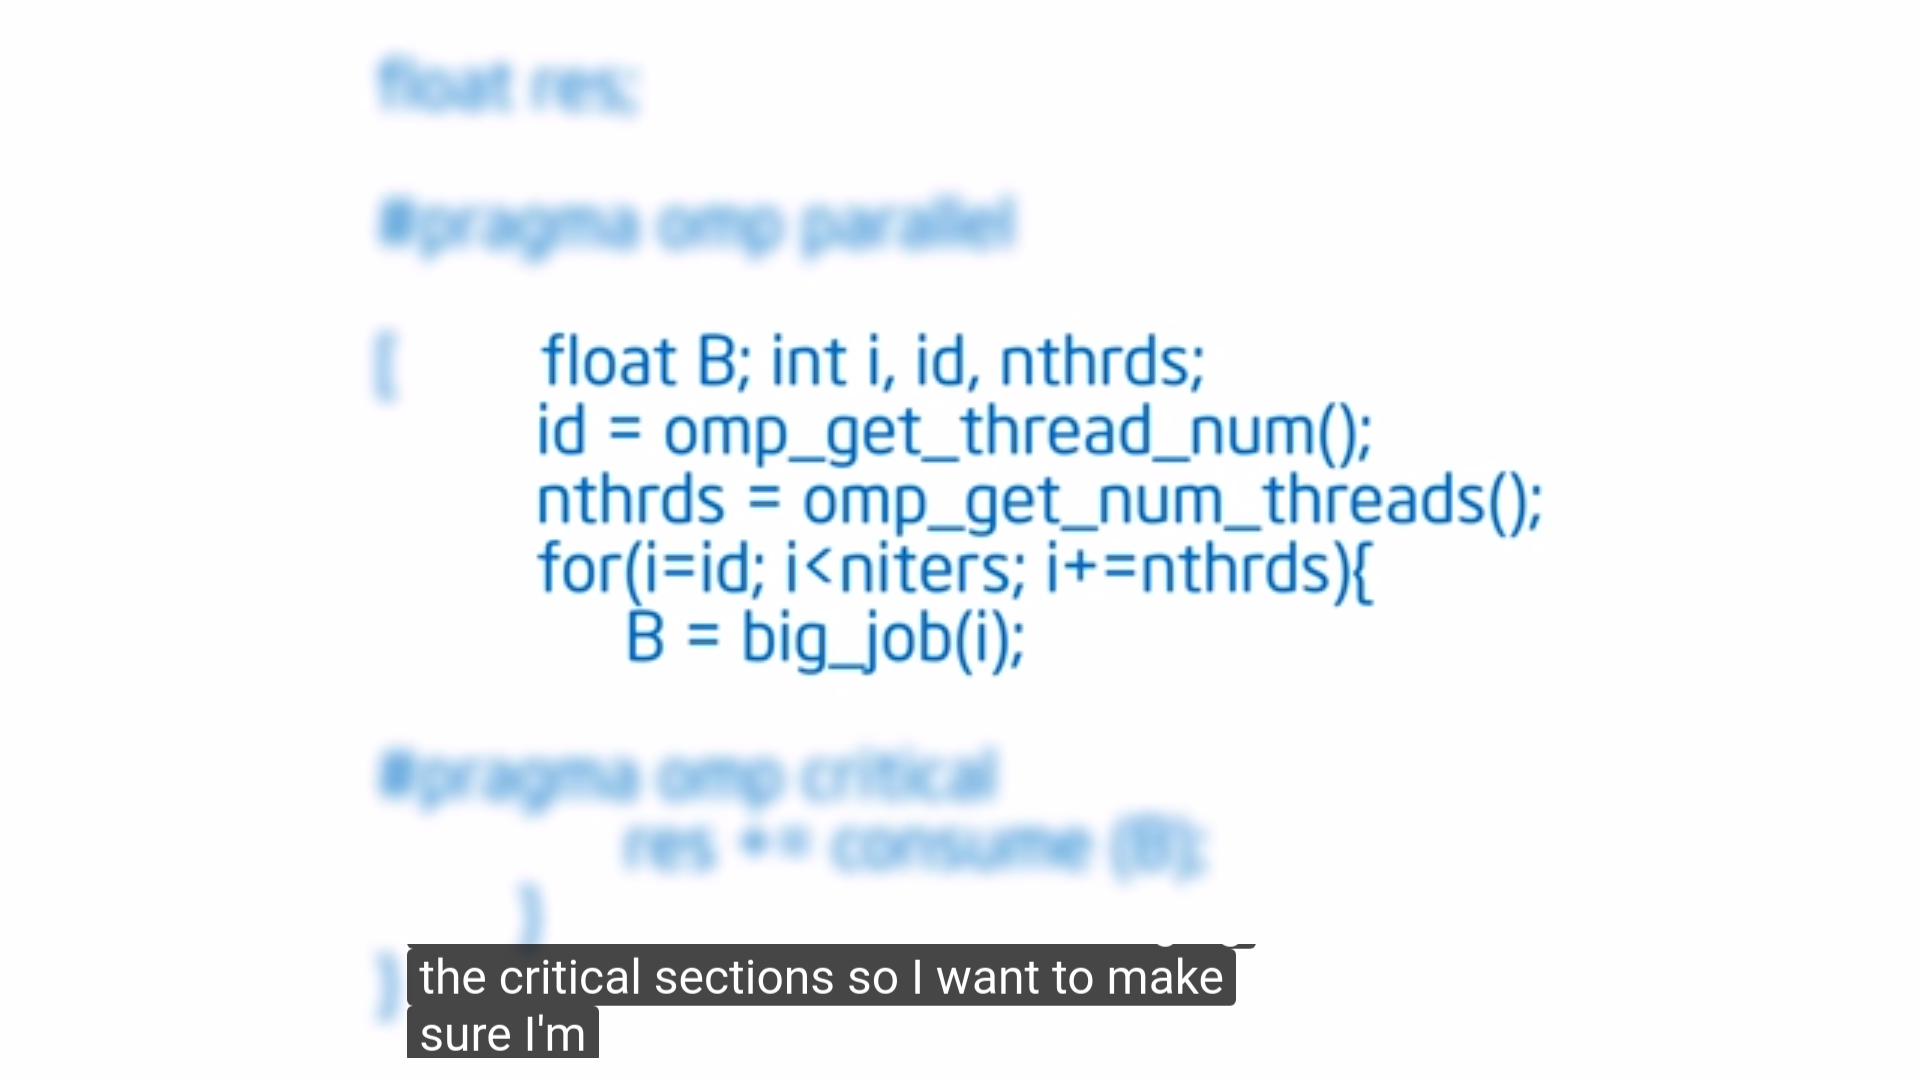 float res;
#pragma omp parallel
{ float B; int i, id, nthrds;
id = omp_get_thread_num();
nthrds = omp_get_num_threads();
for(i=id; i<niters; i+=nthrds){
B = big_job(i);
#pragma omp critical
res += consume (B);
}
}
the critical sections so I want to make
sure I'm